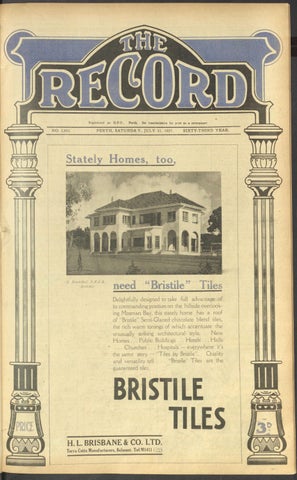 THE
RECORD
Registered at G.P.O., Perth, for transmission by post as a newspaper
PERTH, SATURDAY, JULY 31, 1937. SIXTY-THIRD YEAR.
Stately Homes, too,
need "Bristile" Tiles
Delightfully designed to take full advantage of
its commanding position on the hillside overlook-
ing Mosman Bay, this stately home has a roof
of "Bristile" Semi-Glazed chocolate blend tiles,
the rich warm tonings of which accentuate the
unusually striking architectural style. New
Homes Public Buildings Hotels Halls
Churches Hospitals everywhere it's
the same story "Tiles by Bristile". Quality
and versatility tell "Bristile" Tiles are the
guaranteed tiles.
BRISTILE
TILES
H. L. BRISBANE & CO. LTD.
Terra Cotta Manufacturers, Belmont. Tel.
PRICE
3D